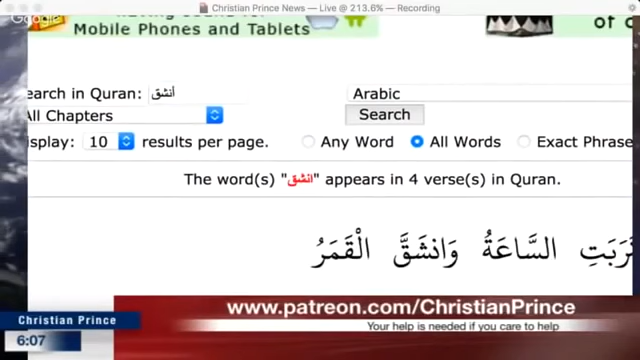 Christian Prince News — Live @ 213.6% — Recording
Google
Mobile Phones and Tablets
of
earch in Quran: أنشق
Arabic
All Chapters
Search
isplay: 10 results per page. Any Word All Words Exact Phrase
The word(s) "انشق" appears in 4 verse(s) in Quran.
السَّاعَةُ وَانشَقَّ الْقَمَرُ
www.patreon.com/ChristianPrince
Christian Prince
Your help is needed if you care to help
6:07